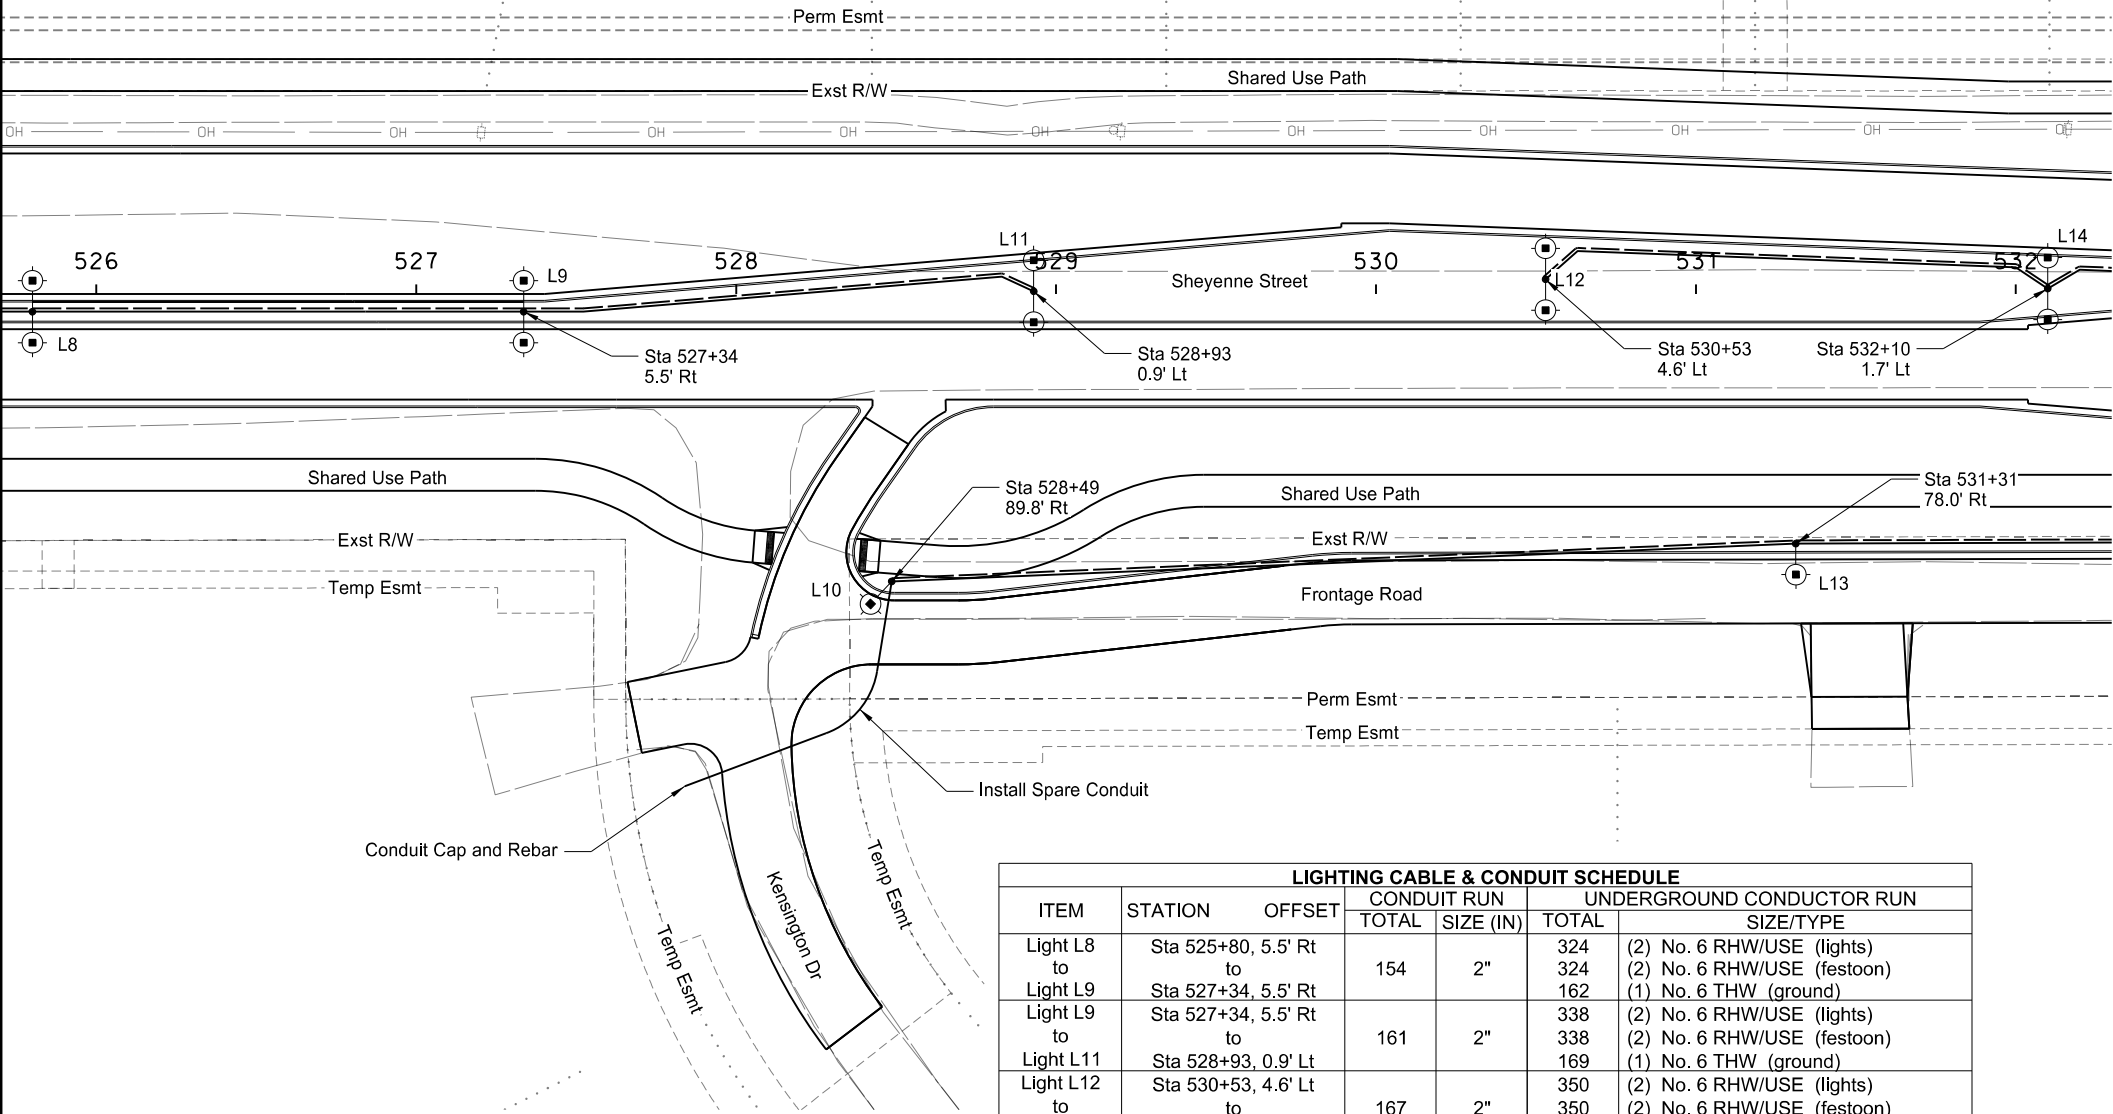 Perm Esmt
Shared Use Path
Exst R/W
OH OH OH OH OH OH OH OH OH OH OH OH
L11
L14
526 527 528 529 530 531 532
L9
Sheyenne Street
L12
L8
Sta 527+34
5.5' Rt
Sta 528+93
0.9' Lt
Sta 530+53
4.6' Lt
Sta 532+10
1.7' Lt
Shared Use Path
Sta 528+49
89.8' Rt
Shared Use Path
Sta 531+31
78.0' Rt
Exst R/W
Exst R/W
Temp Esmt
L10
Frontage Road
L13
Perm Esmt
Temp Esmt
Install Spare Conduit
Conduit Cap and Rebar
Temp Esmt
Kensington Dr
Temp Esmt
LIGHTING CABLE & CONDUIT SCHEDULE
ITEM STATION OFFSET CONDUIT RUN UNDERGROUND CONDUCTOR RUN
TOTAL SIZE (IN) TOTAL SIZE/TYPE
Light L8 Sta 525+80, 5.5' Rt 324 (2) No. 6 RHW/USE (lights)
to to 154 2" 324 (2) No. 6 RHW/USE (festoon)
Light L9 Sta 527+34, 5.5' Rt 162 (1) No. 6 THW (ground)
Light L9 Sta 527+34, 5.5' Rt 338 (2) No. 6 RHW/USE (lights)
to to 161 2" 338 (2) No. 6 RHW/USE (festoon)
Light L11 Sta 528+93, 0.9' Lt 169 (1) No. 6 THW (ground)
Light L12 Sta 530+53, 4.6' Lt 350 (2) No. 6 RHW/USE (lights)
to to 167 2" 350 (2) No. 6 RHW/USE (festoon)